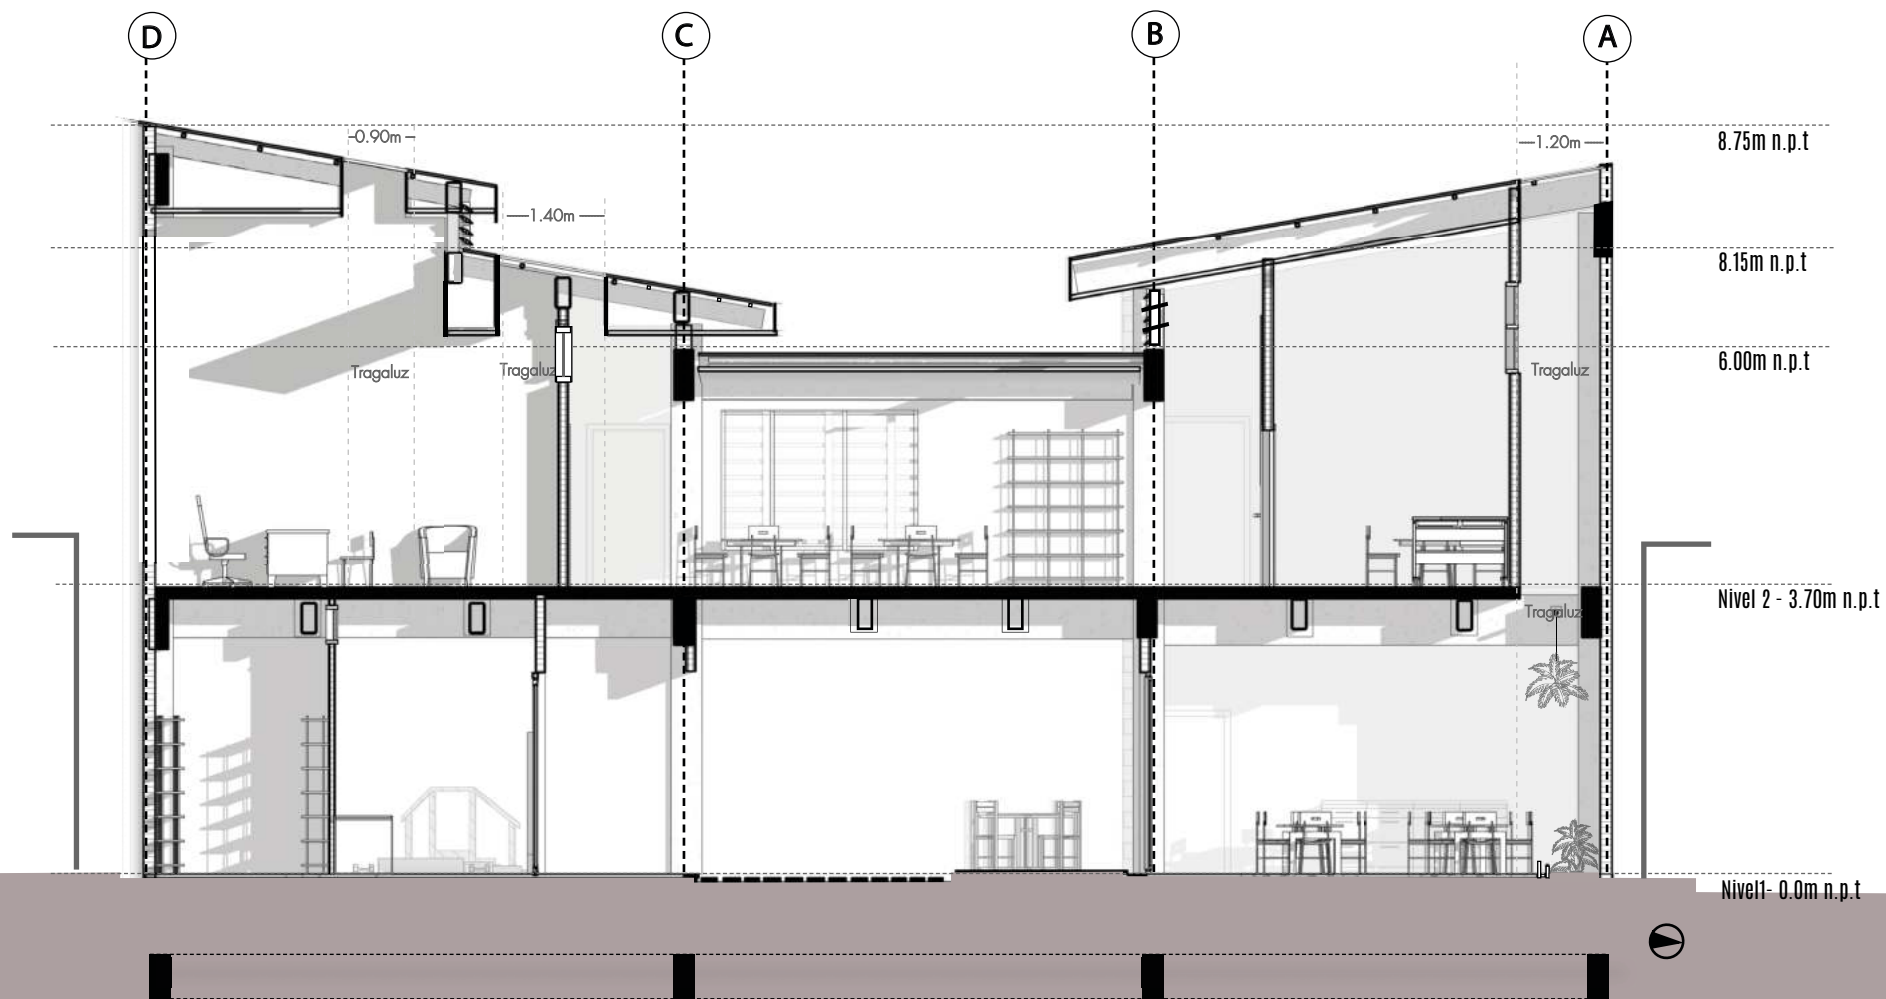 D
C
B
A
0.90m
1.20m
8.75m n.p.t
1.40m
8.15m n.p.t
6.00m n.p.t
Tragaluz
Tragaluz
Tragaluz
Nivel 2 - 3.70m n.p.t
Tragaluz
Nivel1- 0.0m n.p.t